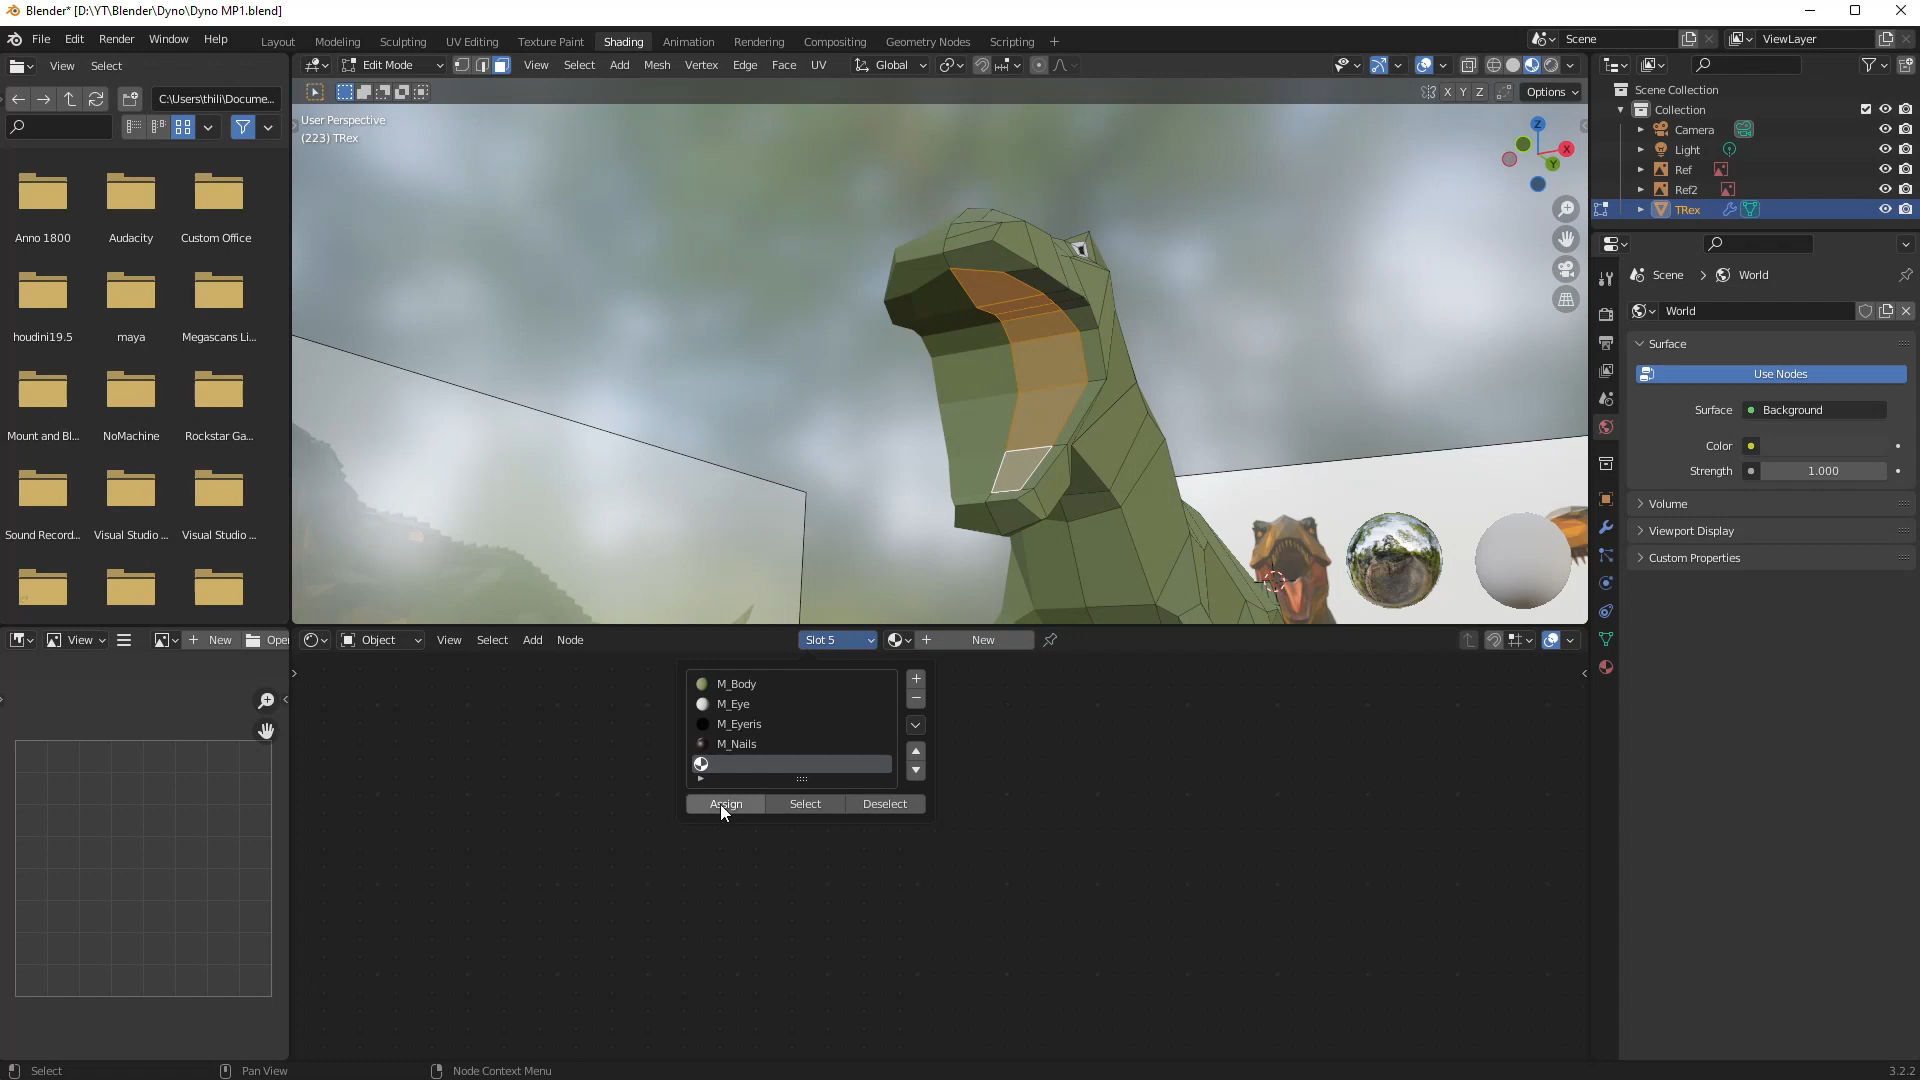 Blender* [D:\YT\Blender\Dyno\Dyno MP1.blend]
File Edit Render Window Help
Layout Modeling Sculpting UV Editing Texture Paint Shading Animation Rendering Compositing Geometry Nodes Scripting +
Scene
ViewLayer
View Select
Edit Mode
View Select Add Mesh Vertex Edge Face UV
Global
C:\Users\thili\Docume...
X Y Z
Options
User Perspective
(223) TRex
Z
X
Y
Scene Collection
Collection
Camera
Light
Ref
Ref2
TRex
Anno 1800
Audacity
Custom Office
houdini19.5
maya
Megascans Li...
Mount and Bl...
NoMachine
Rockstar Ga...
Sound Record...
Visual Studio ...
Visual Studio ...
Scene
World
World
Surface
Use Nodes
Surface
Background
Color
Strength
1.000
Volume
Viewport Display
Custom Properties
View
New
Ope
Object
View Select Add Node
Slot 5
New
M_Body
M_Eye
M_Eyeris
M_Nails
Assign
Select
Deselect
Select
Pan View
Node Context Menu
3.2.2